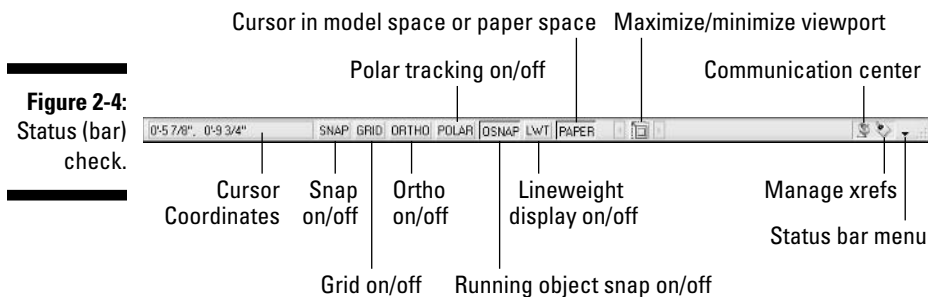 Cursor in model space or paper space
Maximize/minimize viewport
Polar tracking on/off
Communication center
Figure 2-4:
Status (bar)
check.
0'-5 7/8", 0'-9 3/4"
SNAP GRID ORTHO POLAR OSNAP LWT PAPER
Cursor
Coordinates
Snap
on/off
Ortho
on/off
Lineweight
display on/off
Manage xrefs
Status bar menu
Grid on/off
Running object snap on/off